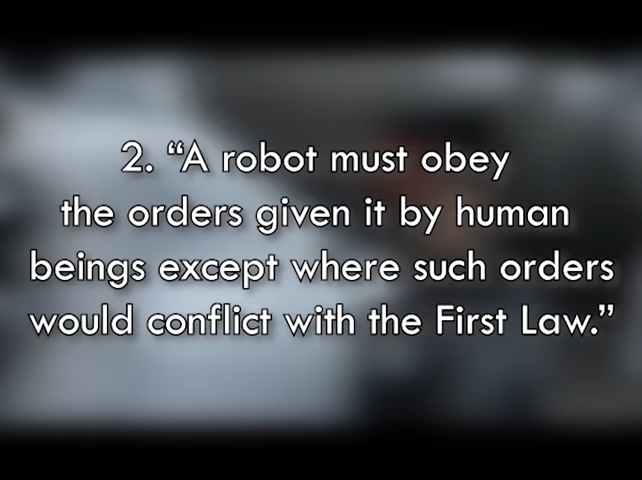 2. “A robot must obey
the orders given it by human
beings except where such orders
would conflict with the First Law.”